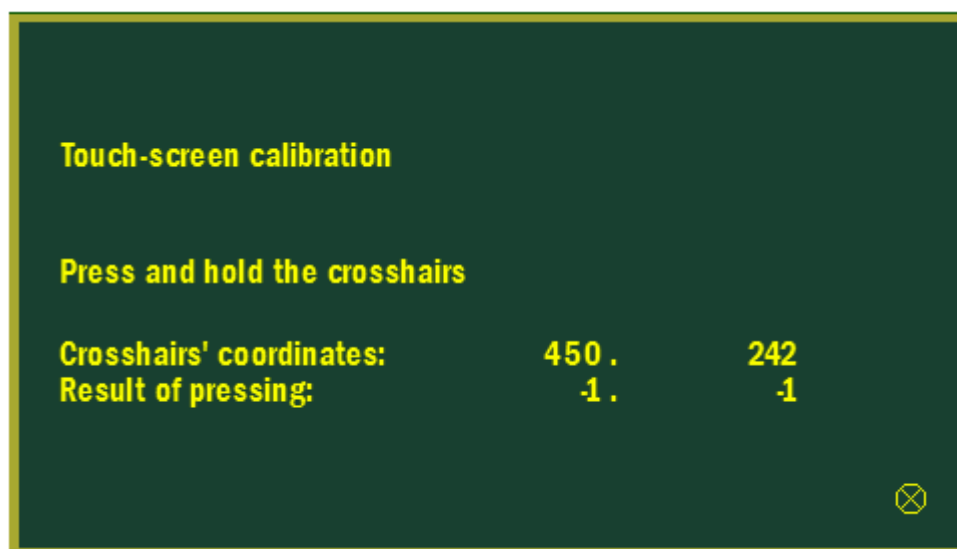 Touch-screen calibration
Press and hold the crosshairs
Crosshairs' coordinates: 450. 242
Result of pressing: -1. -1